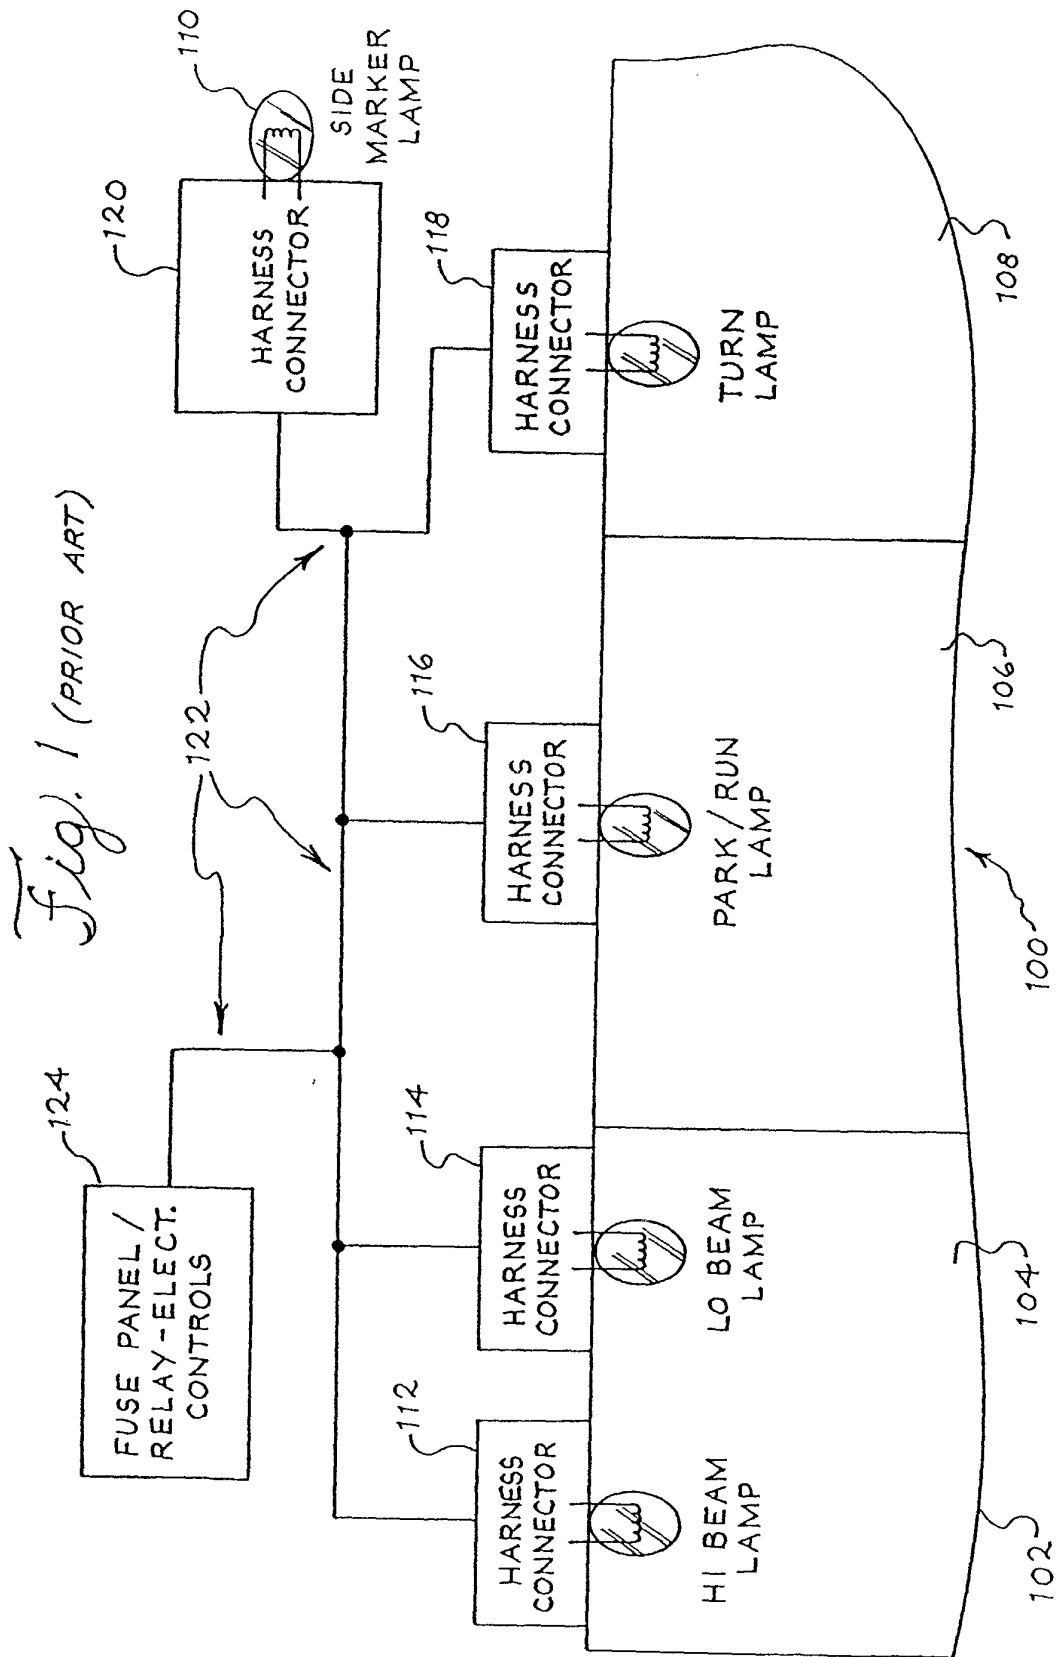 Fig. 1 (PRIOR ART)
124
FUSE PANEL /
RELAY-ELECT.
CONTROLS
122
120
HARNESS
CONNECTOR
110
SIDE
MARKER
LAMP
112
HARNESS
CONNECTOR
114
HARNESS
CONNECTOR
116
HARNESS
CONNECTOR
118
HARNESS
CONNECTOR
HI BEAM
LAMP
LO BEAM
LAMP
PARK / RUN
LAMP
TURN
LAMP
102
104
100
106
108